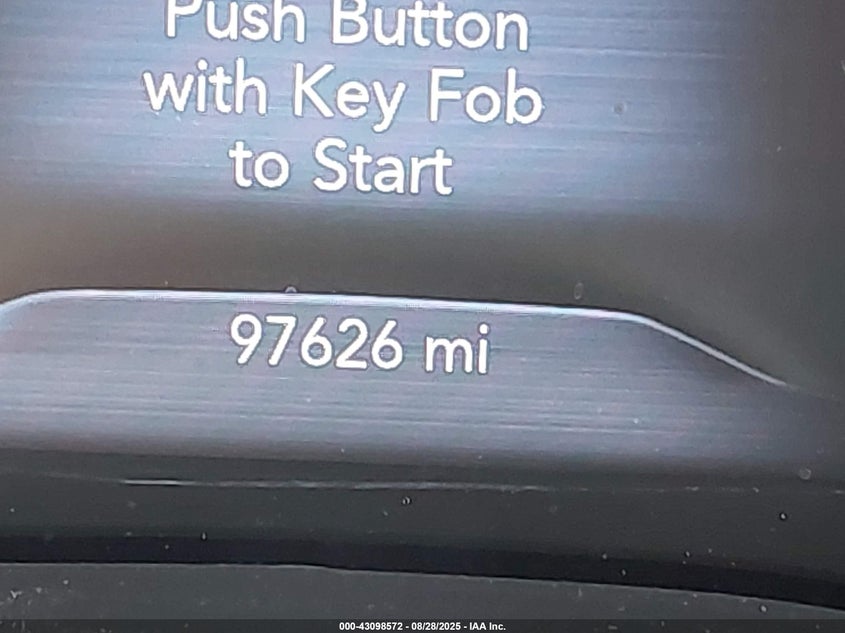 Push Button
with Key Fob
to Start
97626 mi
000-43098572 - 08/28/2025 - IAA Inc.